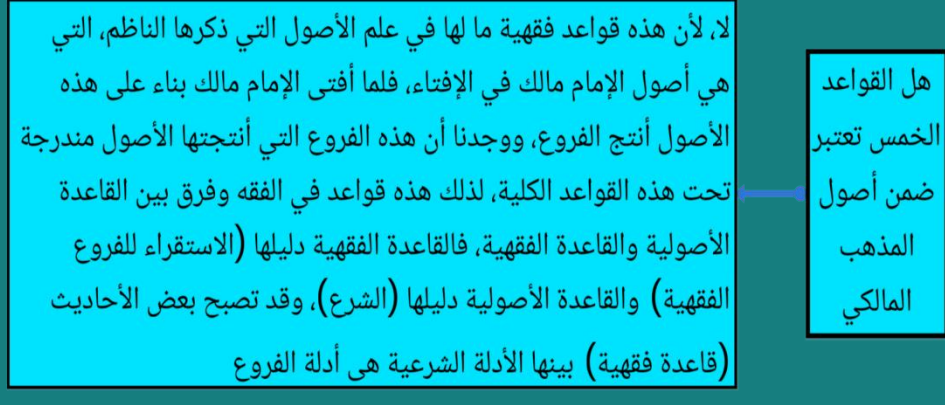 هل القواعد
الخمس تعتبر
ضمن أصول
المذهب
المالكي
لا، لأن هذه قواعد فقهية ما لها في علم الأصول التي ذكرها الناظم، التي
هي أصول الإمام مالك في الإفتاء، فلما أفتى الإمام مالك بناء على هذه
الأصول أنتج الفروع، ووجدنا أن هذه الفروع التي أنتجتها الأصول مندرجة
تحت هذه القواعد الكلية، لذلك هذه قواعد في الفقه وفرق بين القاعدة
الأصولية والقاعدة الفقهية، فالقاعدة الفقهية دليلها (الاستقراء للفروع
الفقهية) والقاعدة الأصولية دليلها (الشرع)، وقد تصبح بعض الأحاديث
(قاعدة فقهية) بينها الأدلة الشرعية هى أدلة الفروع